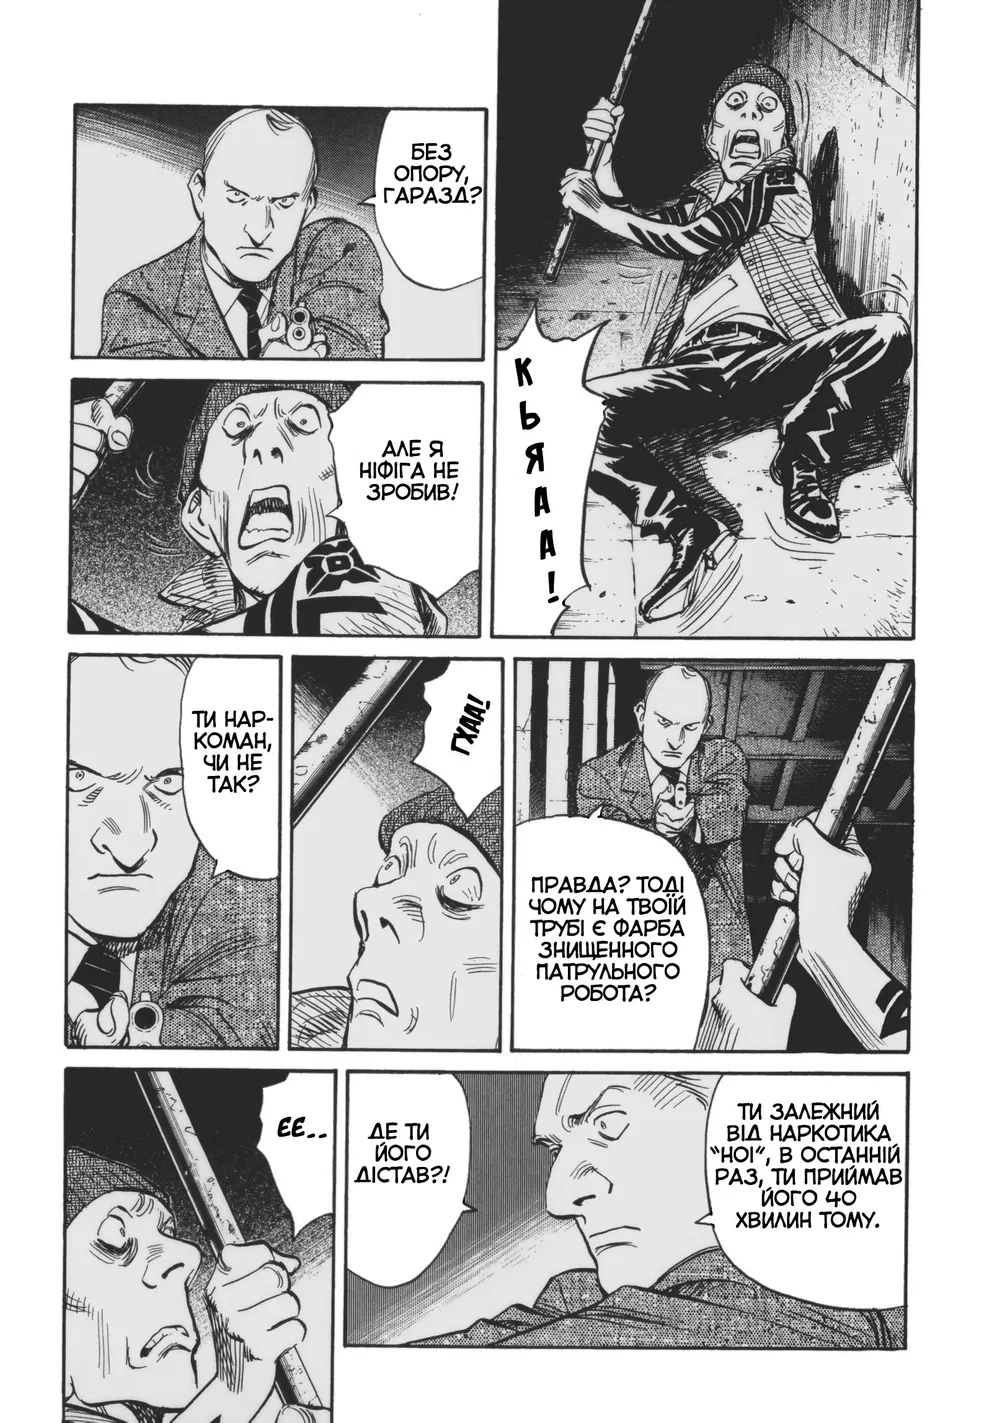 К
Ь
Я
А
А
!
БЕЗ
ОПОРУ,
ГАРАЗД?
АЛЕ Я
НІФІГА НЕ
ЗРОБИВ!
ПРАВДА? ТОДІ
ЧОМУ НА ТВОЇЙ
ТРУБІ Є ФАРБА
ЗНИЩЕННОГО
ПАТРУЛЬНОГО
РОБОТА?
ГХАА!
ТИ НАР-
КОМАН,
ЧИ НЕ
ТАК?
ТИ ЗАЛЕЖНИЙ
ВІД НАРКОТИКА
"HOI", В ОСТАННІЙ
РАЗ, ТИ ПРИЙМАВ
ЙОГО 40
ХВИЛИН ТОМУ.
ДЕ ТИ
ЙОГО
ДІСТАВ?!
ЕЕ..